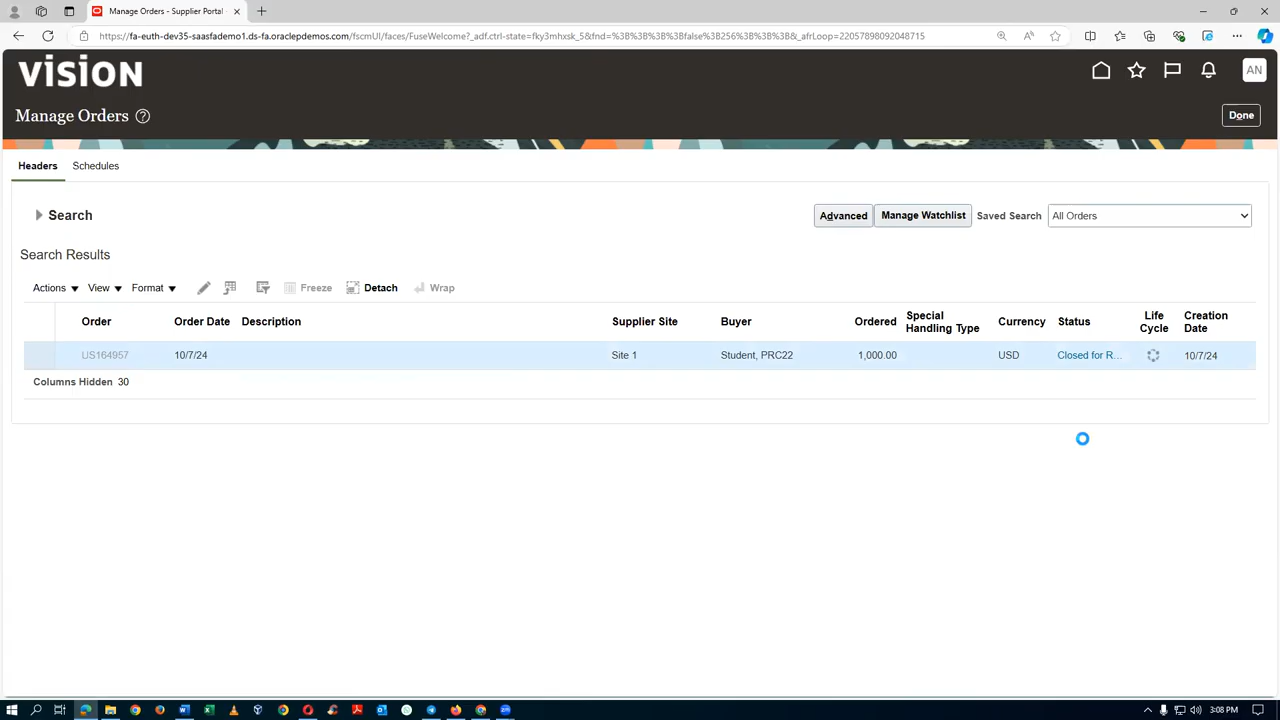 Manage Orders - Supplier Portal
https://fa-euth-dev35-saasfademo1.ds-fa.oraclepdemos.com/fscmUI/faces/FuseWelcome?_adf.ctrl-state=fky3mhxsk_5&fnd=%3B%3B%3B%3Bfalse%3B256%3B%3B%3B&_afrLoop=22057898092048715
vision
AN
Manage Orders
Done
Headers Schedules
Search
Advanced Manage Watchlist Saved Search All Orders
Search Results
Actions View Format Freeze Detach Wrap
Order Order Date Description Supplier Site Buyer Ordered Special Handling Type Currency Status Life Cycle Creation Date
US164957 10/7/24 Site 1 Student, PRC22 1,000.00 USD Closed for R... 10/7/24
Columns Hidden 30
3:08 PM